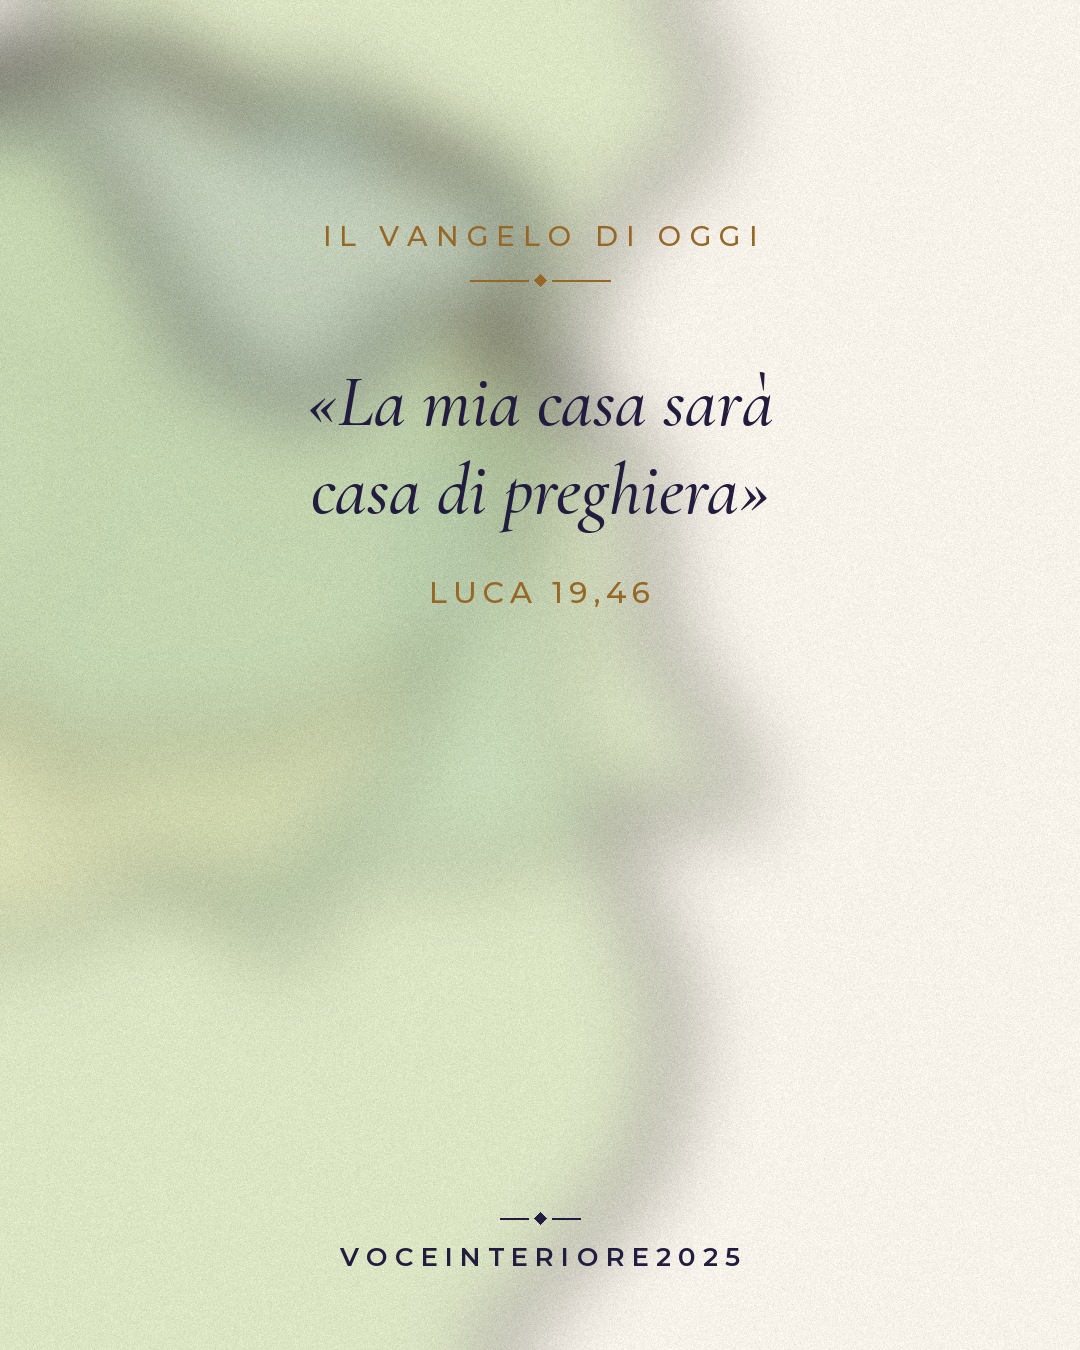 IL VANGELO DI OGGI
«La mia casa sarà
casa di preghiera»
LUCA 19,46
VOCEINTERIORE2025